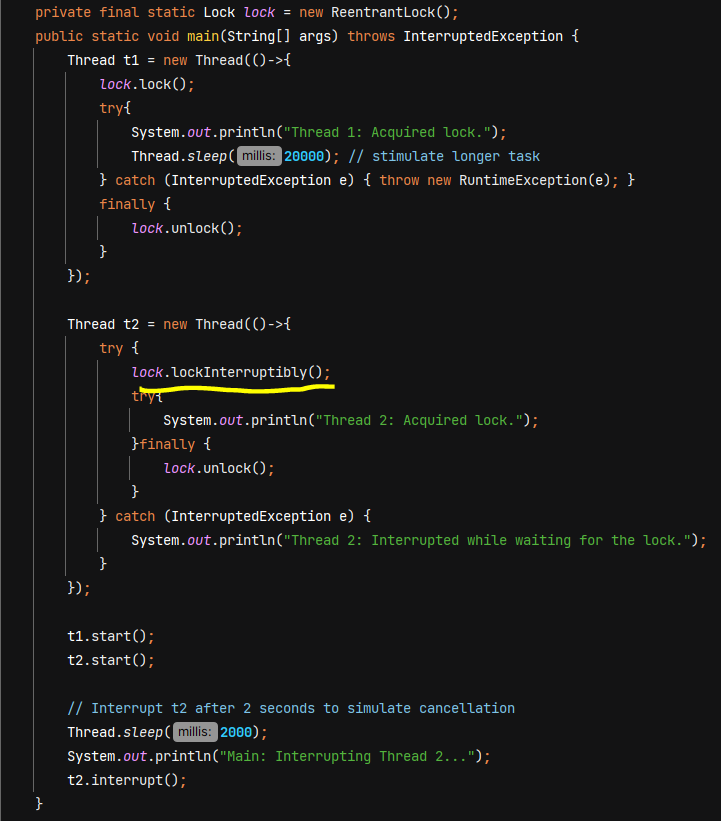 private final static Lock lock = new ReentrantLock();
public static void main(String[] args) throws InterruptedException {
Thread t1 = new Thread(()->{
lock.lock();
try{
System.out.println("Thread 1: Acquired lock.");
Thread.sleep( millis: 20000); // stimulate longer task
} catch (InterruptedException e) { throw new RuntimeException(e); }
finally {
lock.unlock();
}
});
Thread t2 = new Thread(()->{
try {
lock.lockInterruptibly();
try{
System.out.println("Thread 2: Acquired lock.");
}finally {
lock.unlock();
}
} catch (InterruptedException e) {
System.out.println("Thread 2: Interrupted while waiting for the lock.");
}
});
t1.start();
t2.start();
// Interrupt t2 after 2 seconds to simulate cancellation
Thread.sleep( millis: 2000);
System.out.println("Main: Interrupting Thread 2...");
t2.interrupt();
}